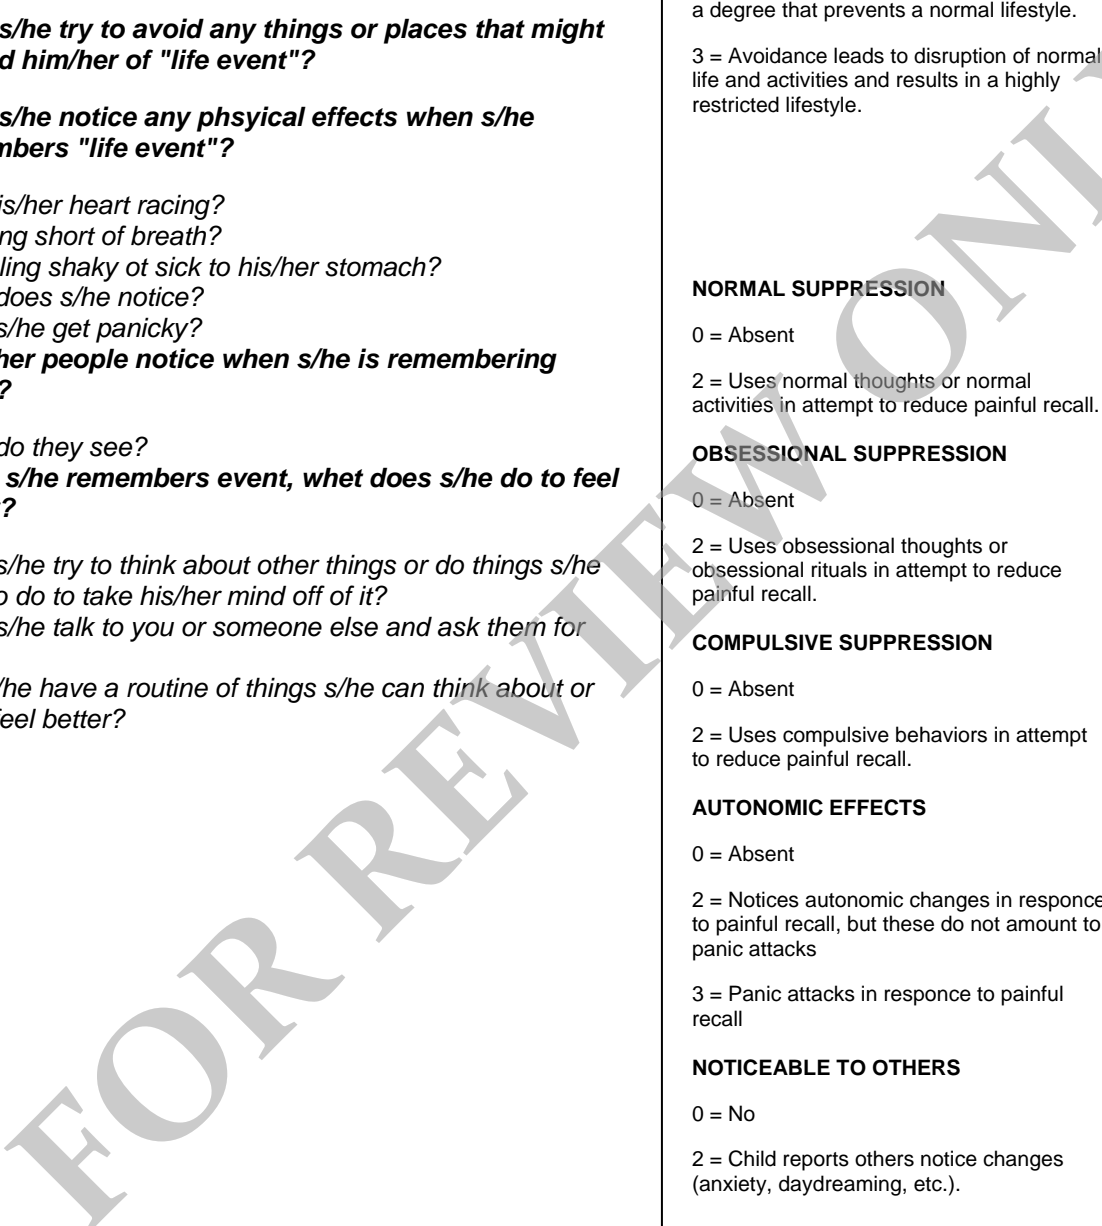 s/he try to avoid any things or places that might
d him/her of "life event"?
s/he notice any phsyical effects when s/he
mbers "life event"?
is/her heart racing?
ng short of breath?
ling shaky ot sick to his/her stomach?
does s/he notice?
s/he get panicky?
her people notice when s/he is remembering
?
do they see?
s/he remembers event, whet does s/he do to feel
?
s/he try to think about other things or do things s/he
o do to take his/her mind off of it?
s/he talk to you or someone else and ask them for
/he have a routine of things s/he can think about or
feel better?
a degree that prevents a normal lifestyle.
3 = Avoidance leads to disruption of normal
life and activities and results in a highly
restricted lifestyle.
NORMAL SUPPRESSION
0 = Absent
2 = Uses normal thoughts or normal
activities in attempt to reduce painful recall.
OBSESSIONAL SUPPRESSION
0 = Absent
2 = Uses obsessional thoughts or
obsessional rituals in attempt to reduce
painful recall.
COMPULSIVE SUPPRESSION
0 = Absent
2 = Uses compulsive behaviors in attempt
to reduce painful recall.
AUTONOMIC EFFECTS
0 = Absent
2 = Notices autonomic changes in responce
to painful recall, but these do not amount to
panic attacks
3 = Panic attacks in responce to painful
recall
NOTICEABLE TO OTHERS
0 = No
2 = Child reports others notice changes
(anxiety, daydreaming, etc.).
FOR REVIEW ONL